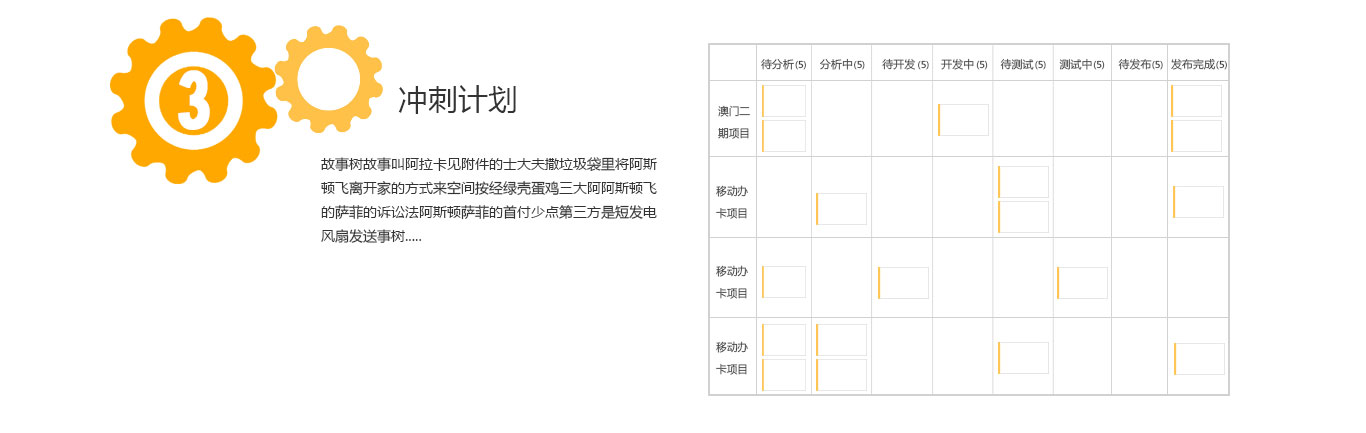 3
冲刺计划
故事树故事叫阿拉卡见附件的士大夫撒垃圾袋里将阿斯
顿飞离开家的方式来空间按经绿壳蛋鸡三大阿阿斯顿飞
的萨菲的诉讼法阿斯顿萨菲的首付少点第三方是短发电
风扇发送事树.....
待分析(5) 分析中(5) 待开发(5) 开发中(5) 待测试(5) 测试中(5) 待发布(5) 发布完成(5)
澳门二
期项目
移动办
卡项目
移动办
卡项目
移动办
卡项目